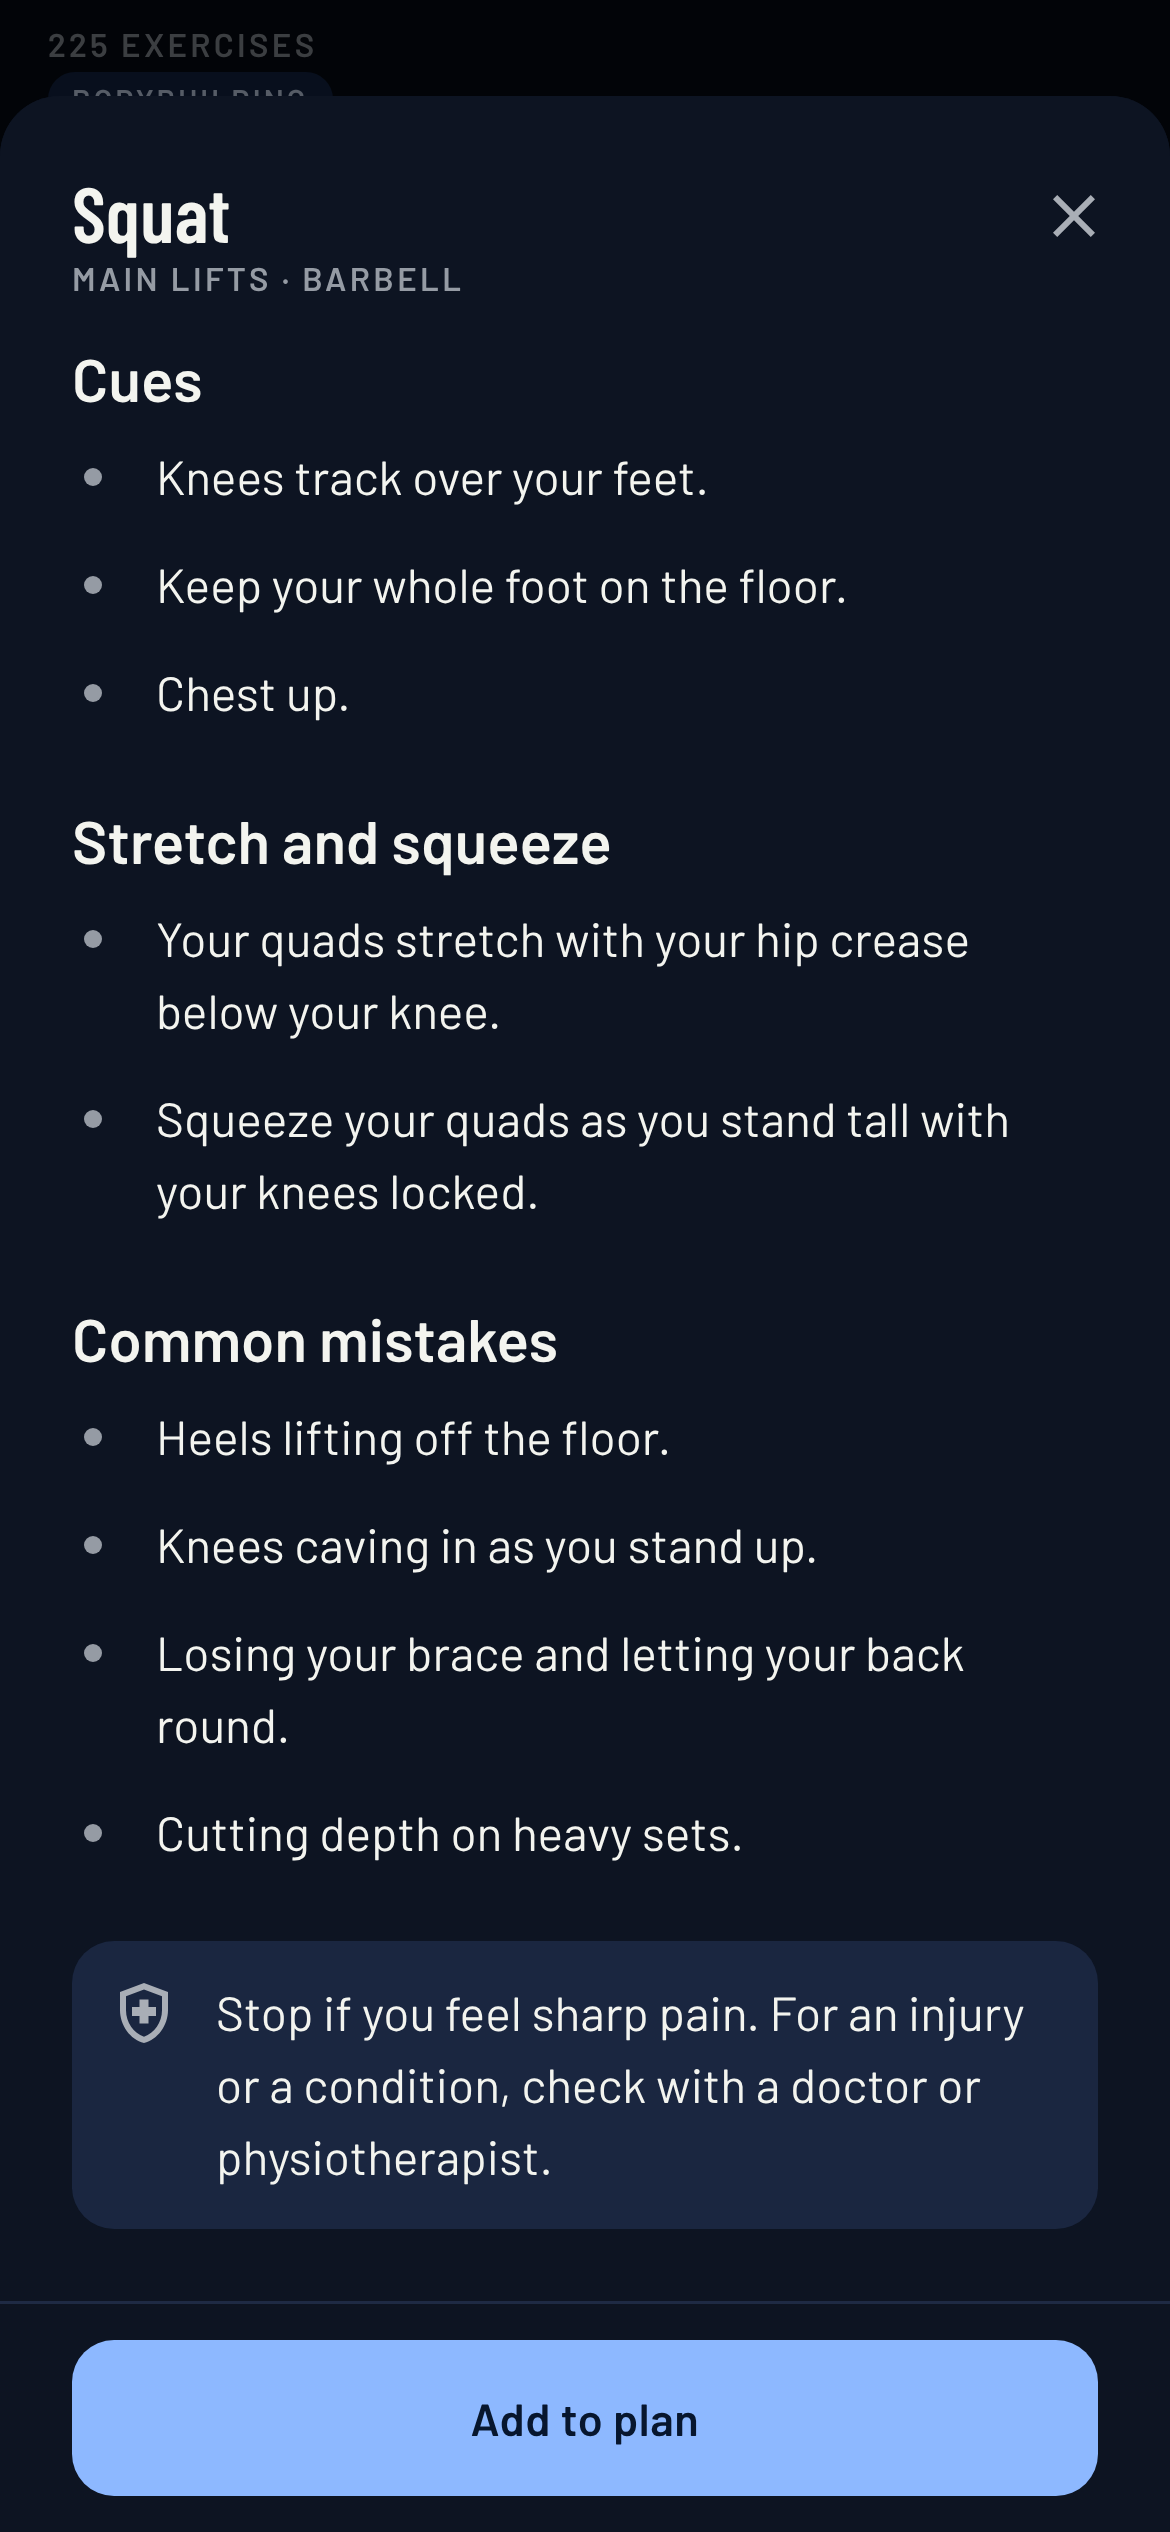 225 EXERCISES
BODYBUILDING
Squat
MAIN LIFTS · BARBELL
Cues
Knees track over your feet.
Keep your whole foot on the floor.
Chest up.
Stretch and squeeze
Your quads stretch with your hip crease
below your knee.
Squeeze your quads as you stand tall with
your knees locked.
Common mistakes
Heels lifting off the floor.
Knees caving in as you stand up.
Losing your brace and letting your back
round.
Cutting depth on heavy sets.
Stop if you feel sharp pain. For an injury
or a condition, check with a doctor or
physiotherapist.
Add to plan